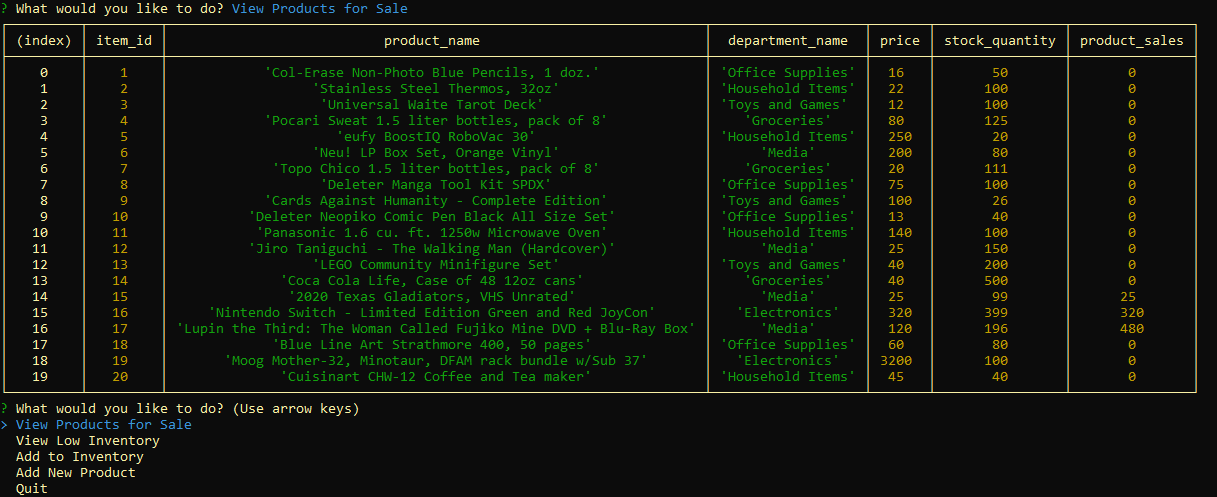 ? What would you like to do? View Products for Sale
(index) item_id product_name department_name price stock_quantity product_sales
0 1 'Col-Erase Non-Photo Blue Pencils, 1 doz.' 'Office Supplies' 16 50 0
1 2 'Stainless Steel Thermos, 32oz' 'Household Items' 22 100 0
2 3 'Universal Waite Tarot Deck' 'Toys and Games' 12 100 0
3 4 'Pocari Sweat 1.5 liter bottles, pack of 8' 'Groceries' 80 125 0
4 5 'eufy BoostIQ RoboVac 30' 'Household Items' 250 20 0
5 6 'Neu! LP Box Set, Orange Vinyl' 'Media' 200 80 0
6 7 'Topo Chico 1.5 liter bottles, pack of 8' 'Groceries' 20 111 0
7 8 'Deleter Manga Tool Kit SPDX' 'Office Supplies' 75 100 0
8 9 'Cards Against Humanity - Complete Edition' 'Toys and Games' 100 26 0
9 10 'Deleter Neopiko Comic Pen Black All Size Set' 'Office Supplies' 13 40 0
10 11 'Panasonic 1.6 cu. ft. 1250w Microwave Oven' 'Household Items' 140 100 0
11 12 'Jiro Taniguchi - The Walking Man (Hardcover)' 'Media' 25 150 0
12 13 'LEGO Community Minifigure Set' 'Toys and Games' 40 200 0
13 14 'Coca Cola Life, Case of 48 12oz cans' 'Groceries' 40 500 0
14 15 '2020 Texas Gladiators, VHS Unrated' 'Media' 25 99 25
15 16 'Nintendo Switch - Limited Edition Green and Red JoyCon' 'Electronics' 320 399 320
16 17 'Lupin the Third: The Woman Called Fujiko Mine DVD + Blu-Ray Box' 'Media' 120 196 480
17 18 'Blue Line Art Strathmore 400, 50 pages' 'Office Supplies' 60 80 0
18 19 'Moog Mother-32, Minotaur, DFAM rack bundle w/Sub 37' 'Electronics' 3200 100 0
19 20 'Cuisinart CHW-12 Coffee and Tea maker' 'Household Items' 45 40 0
? What would you like to do? (Use arrow keys)
> View Products for Sale
View Low Inventory
Add to Inventory
Add New Product
Quit